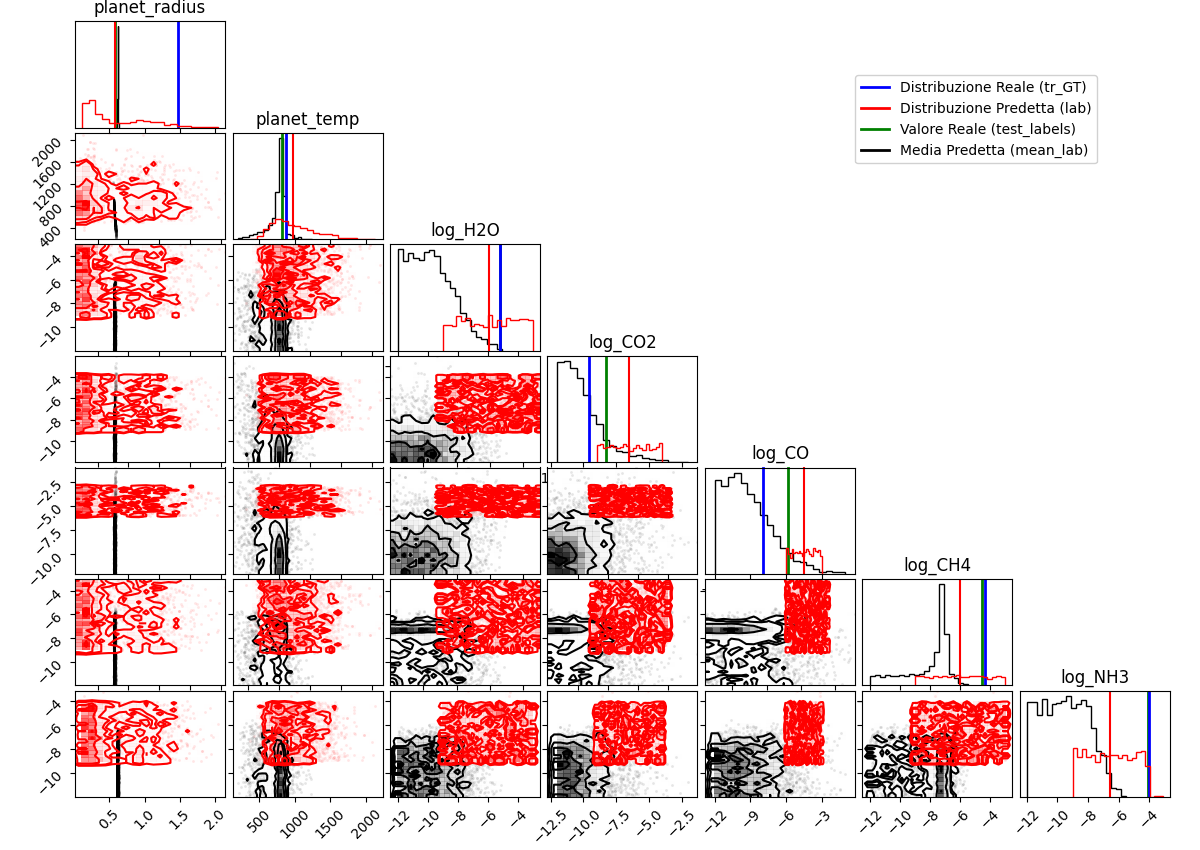 planet_radius
planet_temp
Distribuzione Reale (tr_GT)
Distribuzione Predetta (lab)
Valore Reale (test_labels)
Media Predetta (mean_lab)
2000
1600
1200
800
400
log_H2O
−4
−6
−8
−10
log_CO2
−4
−6
−8
−10
log_CO
−2.5
−5.0
−7.5
−10.0
log_CH4
−4
−6
−8
−10
log_NH3
−4
−6
−8
−10
0.5 1.0 1.5 2.0 500 1000 1500 2000 −12 −10 −8 −6 −4 −12.5 −10.0 −7.5 −5.0 −2.5 −12 −9 −6 −3 −12 −10 −8 −6 −4 −12 −10 −8 −6 −4